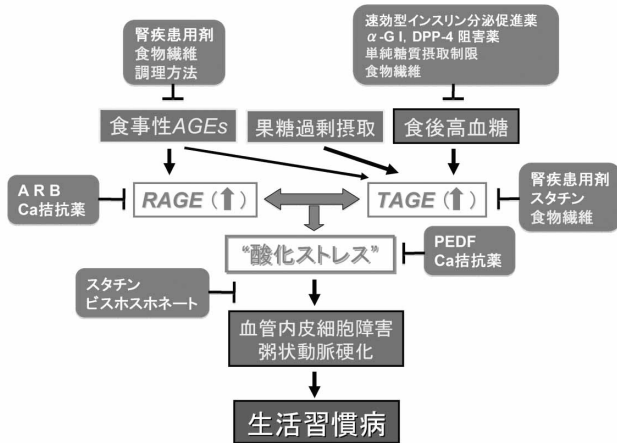 腎疾患用剤
食物繊維
調理方法
速効型インスリン分泌促進薬
α-GI, DPP-4 阻害薬
単純糖質摂取制限
食物繊維
食事性AGEs
果糖過剰摂取
食後高血糖
ARB
Ca拮抗薬
RAGE (↑)
TAGE (↑)
腎疾患用剤
スタチン
食物繊維
“酸化ストレス”
PEDF
Ca拮抗薬
スタチン
ビスホスホネート
血管内皮細胞障害
粥状動脈硬化
生活習慣病